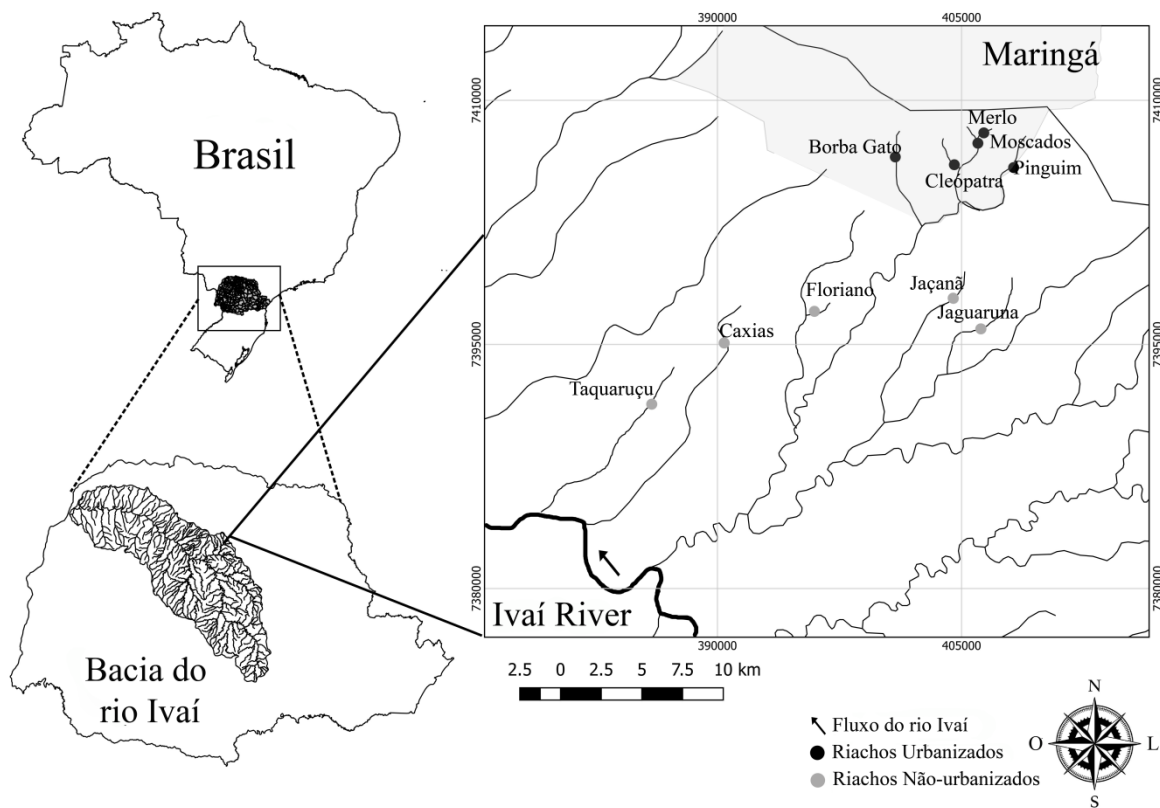 Brasil
Bacia do
rio Ivaí
390000
405000
7410000
7410000
Maringá
Merlo
Borba Gato
Moscados
Cleópatra
Pinguim
Floriano
Jaçanã
Jaguaruna
Caxias
7395000
7395000
Taquaruçu
7380000
7380000
Ivaí River
390000
405000
2.5 0 2.5 5 7.5 10 km
Fluxo do rio Ivaí
Riachos Urbanizados
Riachos Não-urbanizados
N
O
L
S